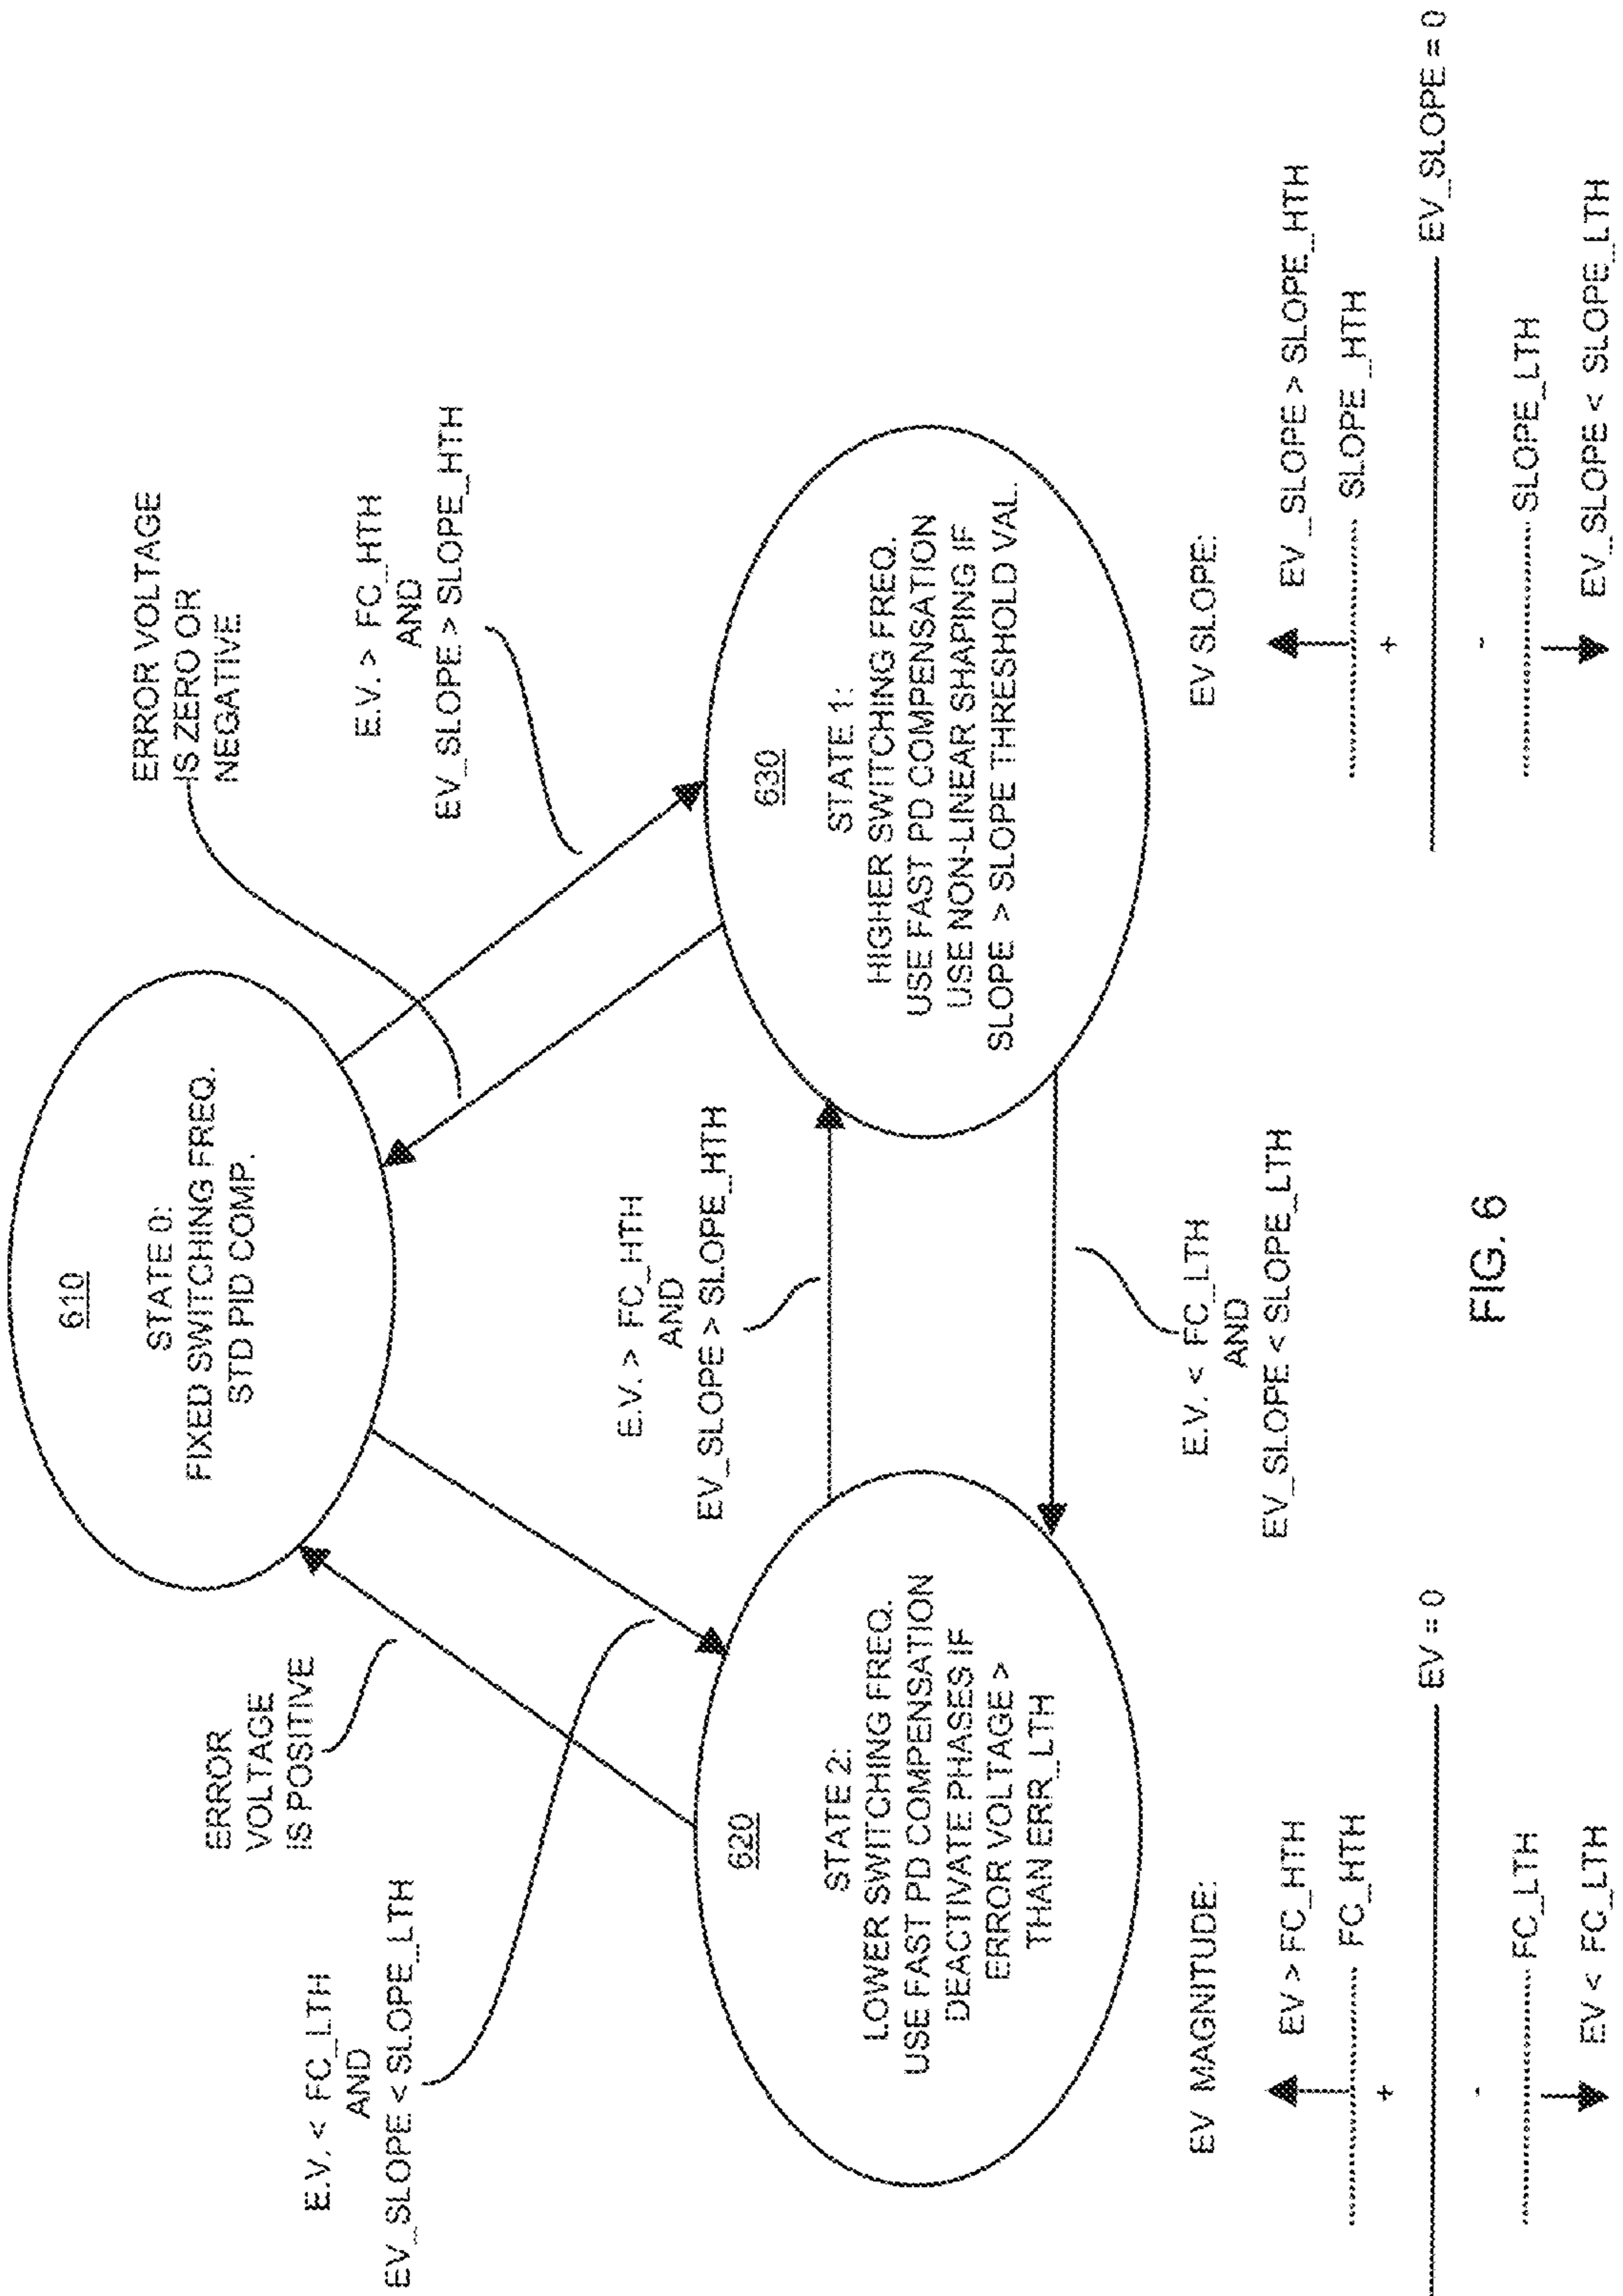 610
STATE 0:
FIXED SWITCHING FREQ.
STD PID COMP.
ERROR VOLTAGE
IS ZERO OR
NEGATIVE
ERROR
VOLTAGE
IS POSITIVE
E.V. < FC_LTH
AND
EV_SLOPE < SLOPE_LTH
E.V. > FC_HTH
AND
EV_SLOPE > SLOPE_HTH
E.V. > FC_HTH
AND
EV_SLOPE > SLOPE_HTH
620
STATE 2:
LOWER SWITCHING FREQ.
USE FAST PD COMPENSATION
DEACTIVATE PHASES IF
ERROR VOLTAGE >
THAN ERR_LTH
630
STATE 1:
HIGHER SWITCHING FREQ.
USE FAST PD COMPENSATION
USE NON-LINEAR SHAPING IF
SLOPE > SLOPE THRESHOLD VAL.
E.V. < FC_LTH
AND
EV_SLOPE < SLOPE_LTH
EV MAGNITUDE:
EV > FC_HTH
FC_HTH
+
EV = 0
-
FC_LTH
EV < FC_LTH
EV SLOPE:
EV_SLOPE > SLOPE_HTH
SLOPE_HTH
+
EV_SLOPE = 0
-
SLOPE_LTH
EV_SLOPE < SLOPE_LTH
FIG. 6